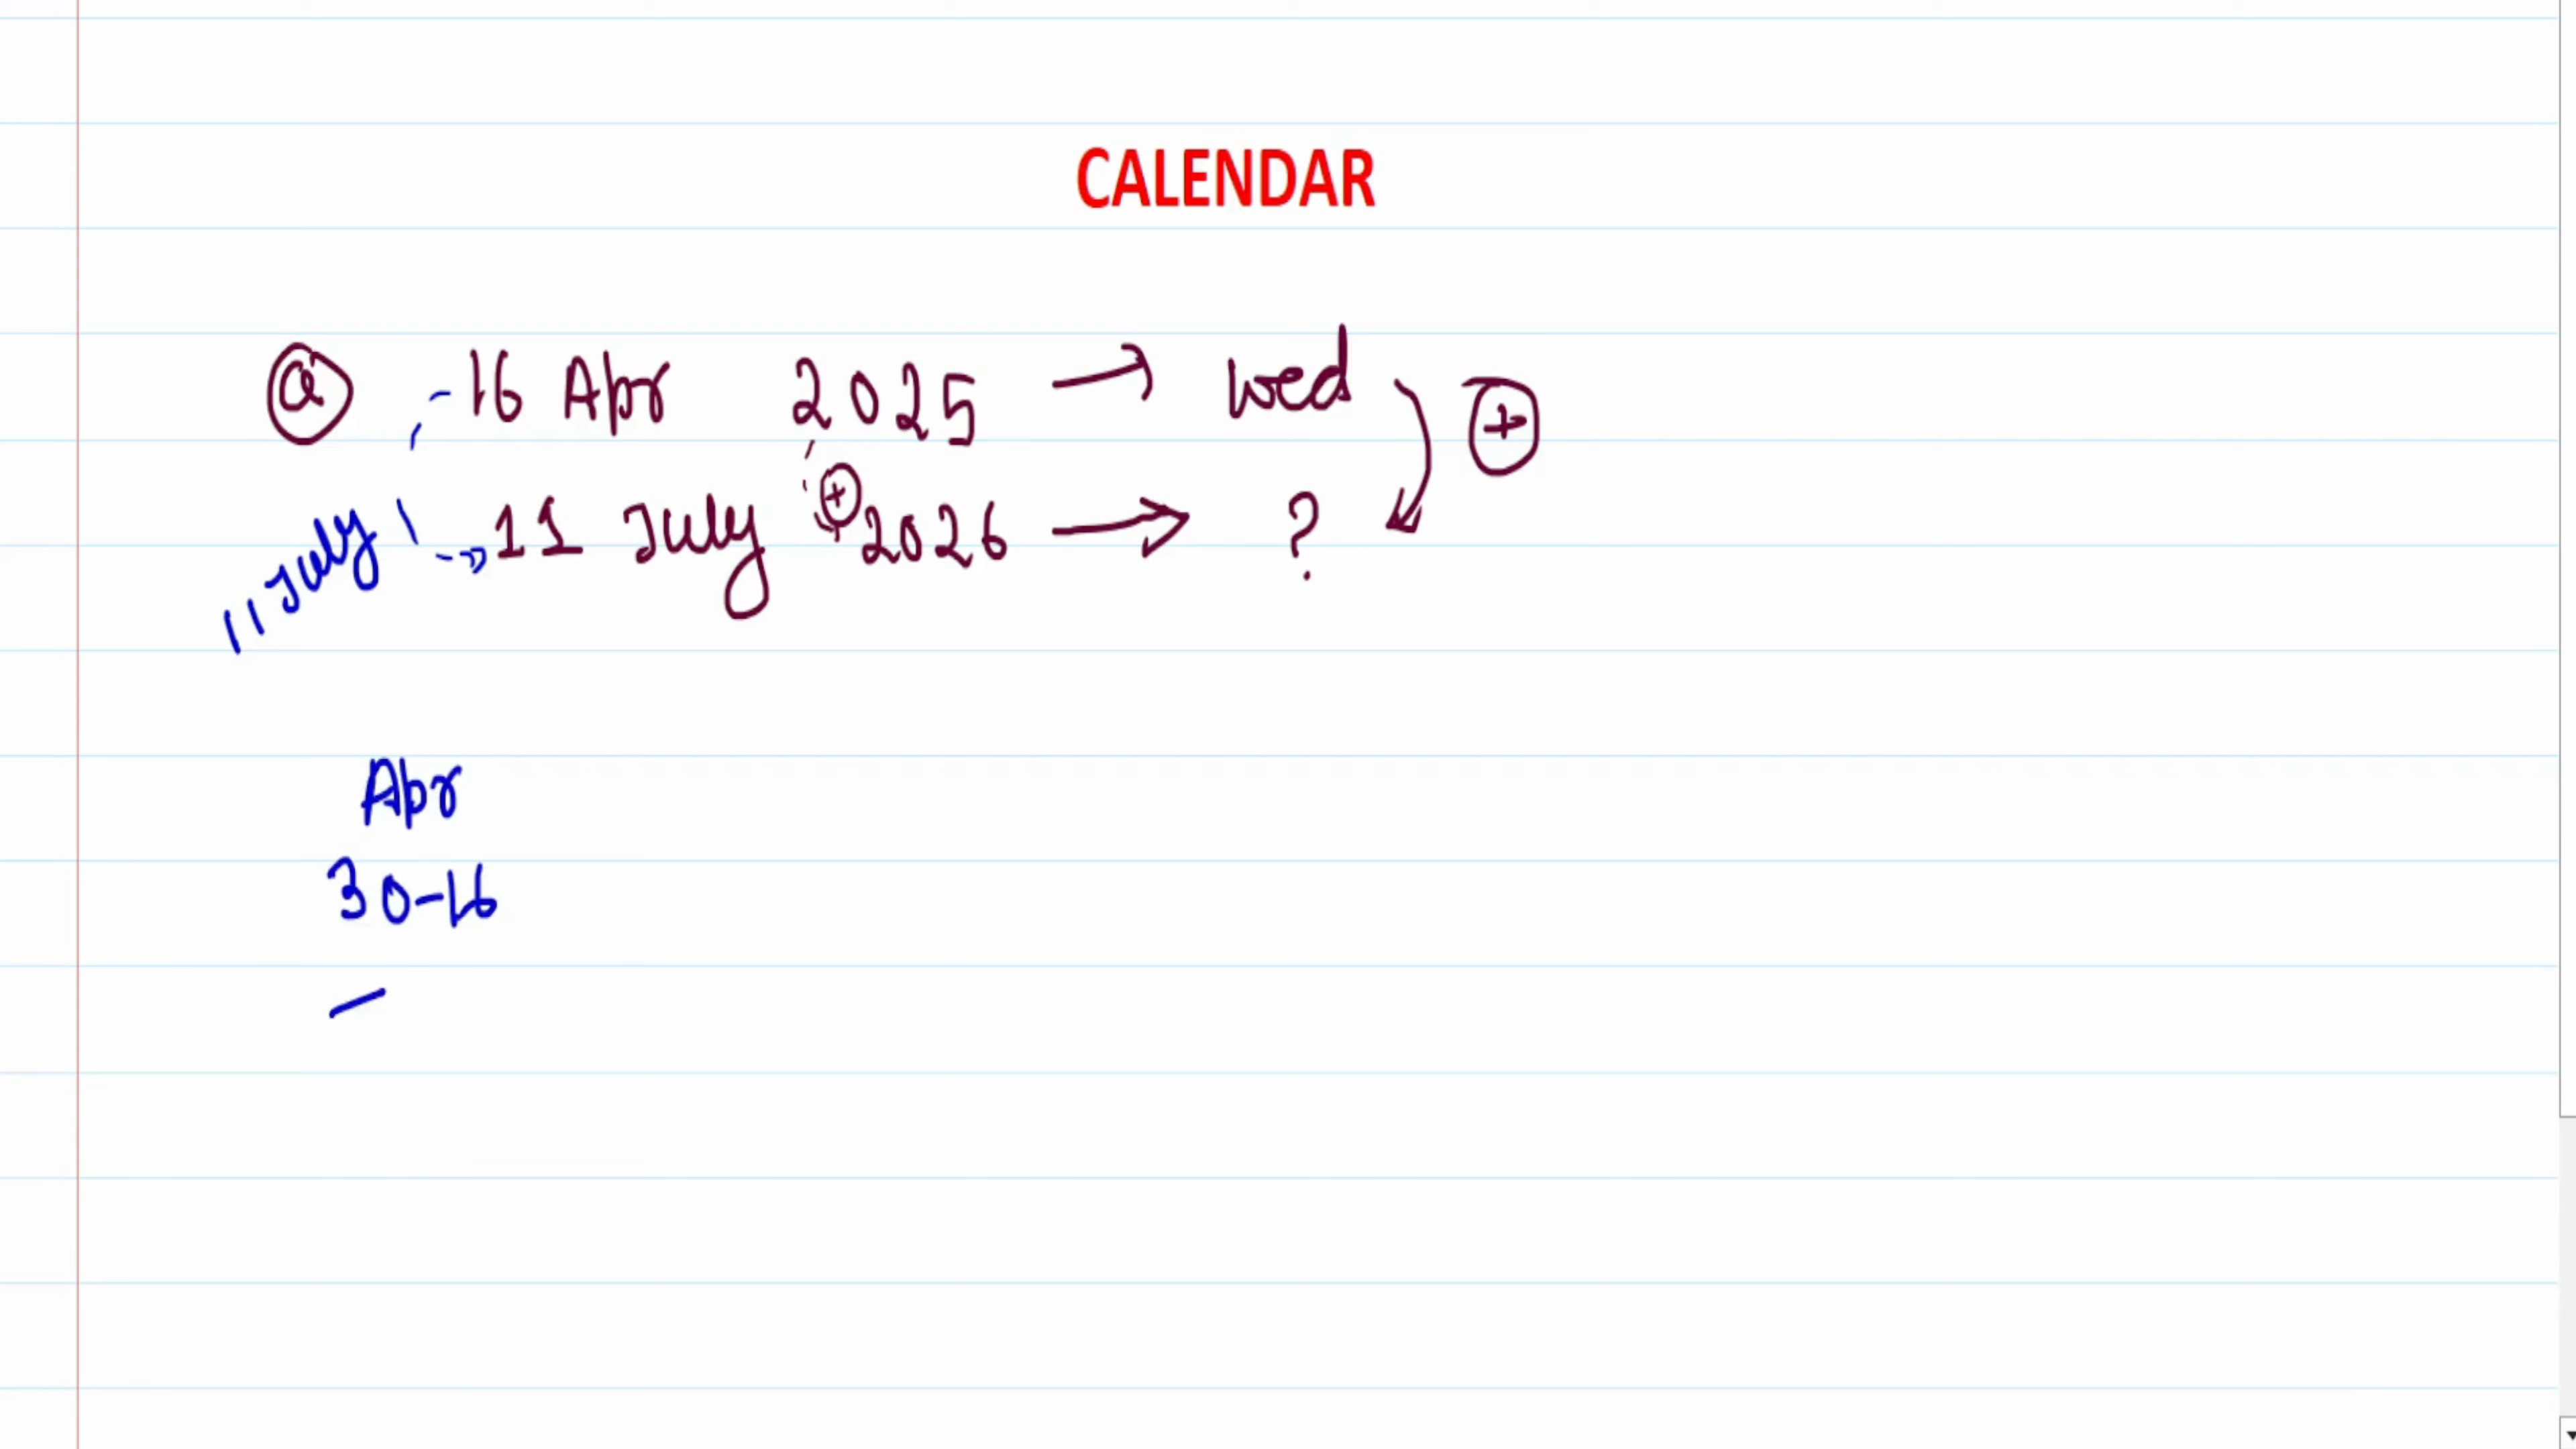 CALENDAR
Q 16 Apr 2025 → Wed +
11 July + 2026 → ?
11 July
Apr
30-16